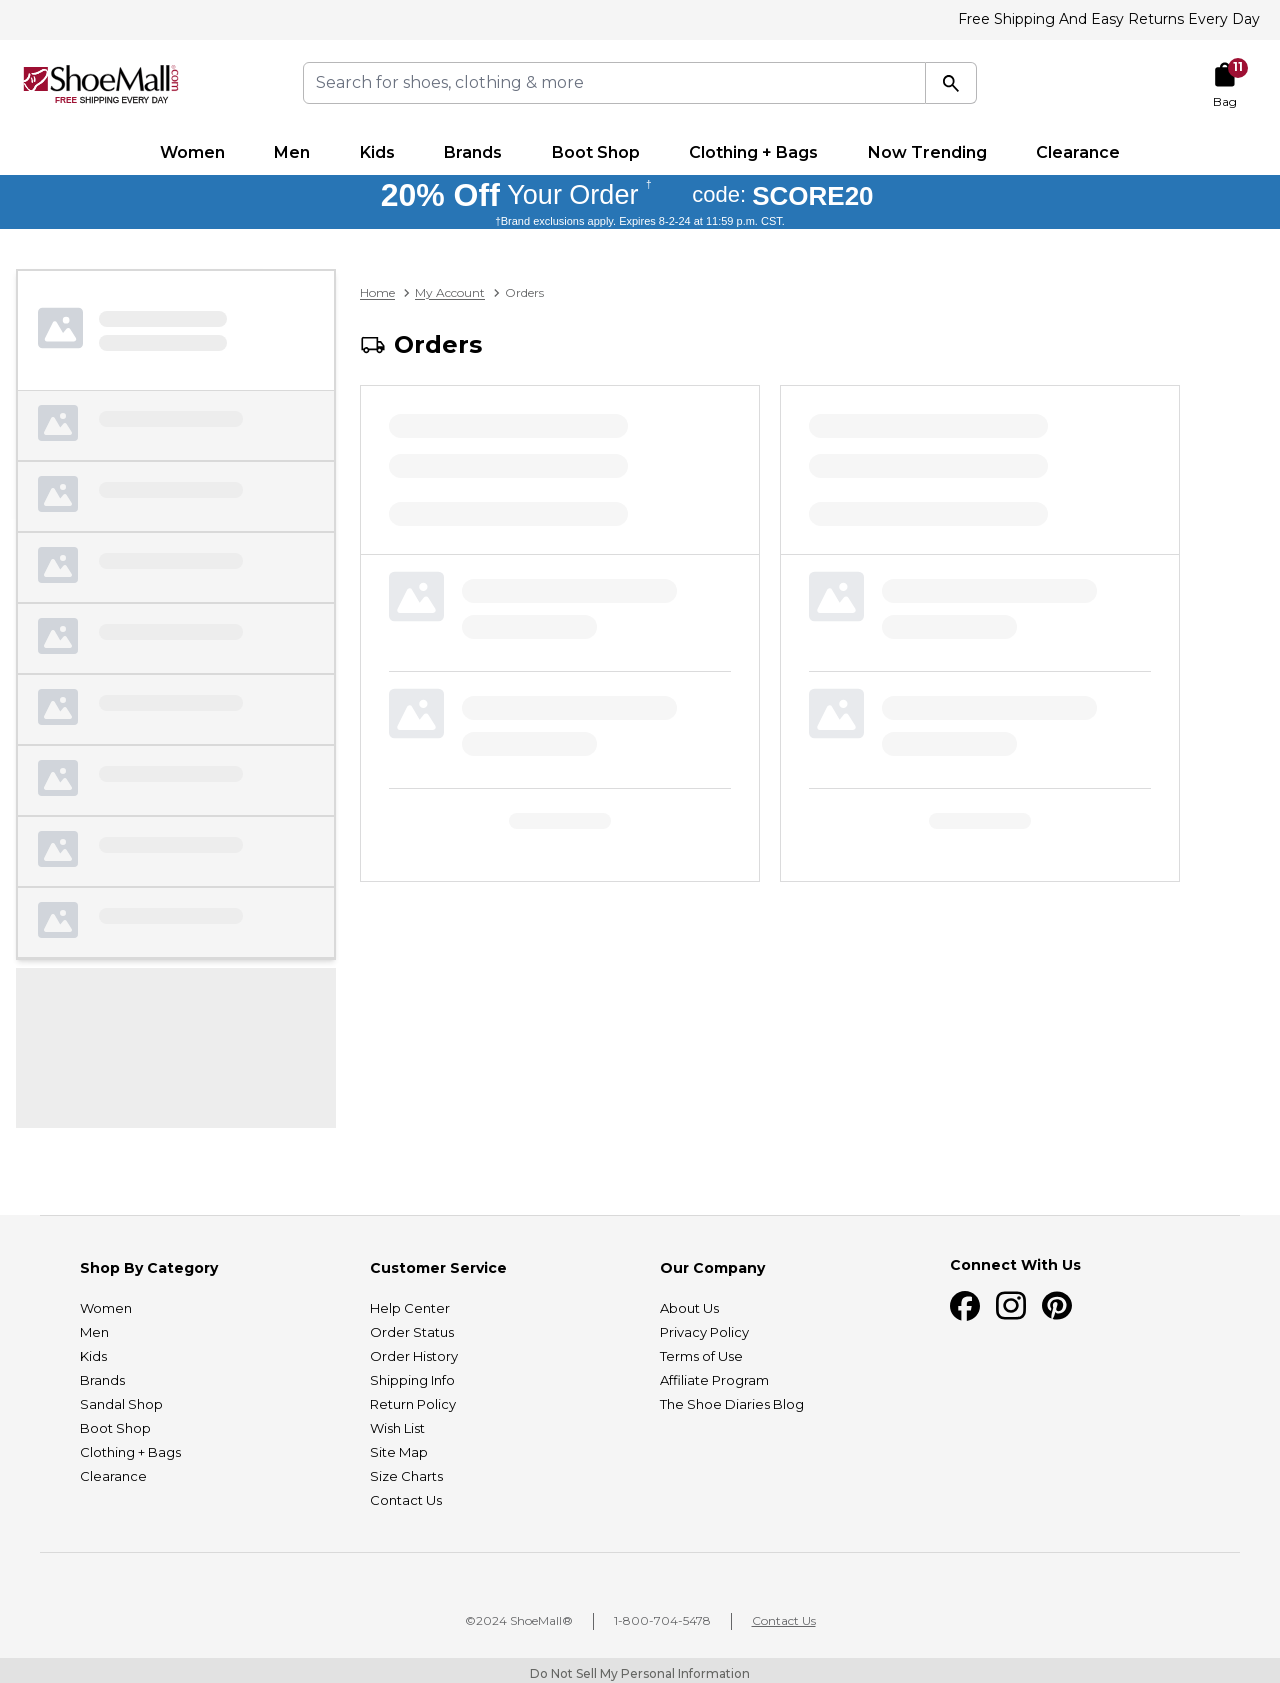 Free Shipping And Easy Returns Every Day
ShoeMall.com
FREE SHIPPING EVERY DAY
Search for shoes, clothing & more
11
Bag
Women Men Kids Brands Boot Shop Clothing + Bags Now Trending Clearance
20% Off Your Order † code: SCORE20
†Brand exclusions apply. Expires 8-2-24 at 11:59 p.m. CST.
Home > My Account > Orders
Orders
Shop By Category
Women
Men
Kids
Brands
Sandal Shop
Boot Shop
Clothing + Bags
Clearance
Customer Service
Help Center
Order Status
Order History
Shipping Info
Return Policy
Wish List
Site Map
Size Charts
Contact Us
Our Company
About Us
Privacy Policy
Terms of Use
Affiliate Program
The Shoe Diaries Blog
Connect With Us
©2024 ShoeMall® | 1-800-704-5478 | Contact Us
Do Not Sell My Personal Information